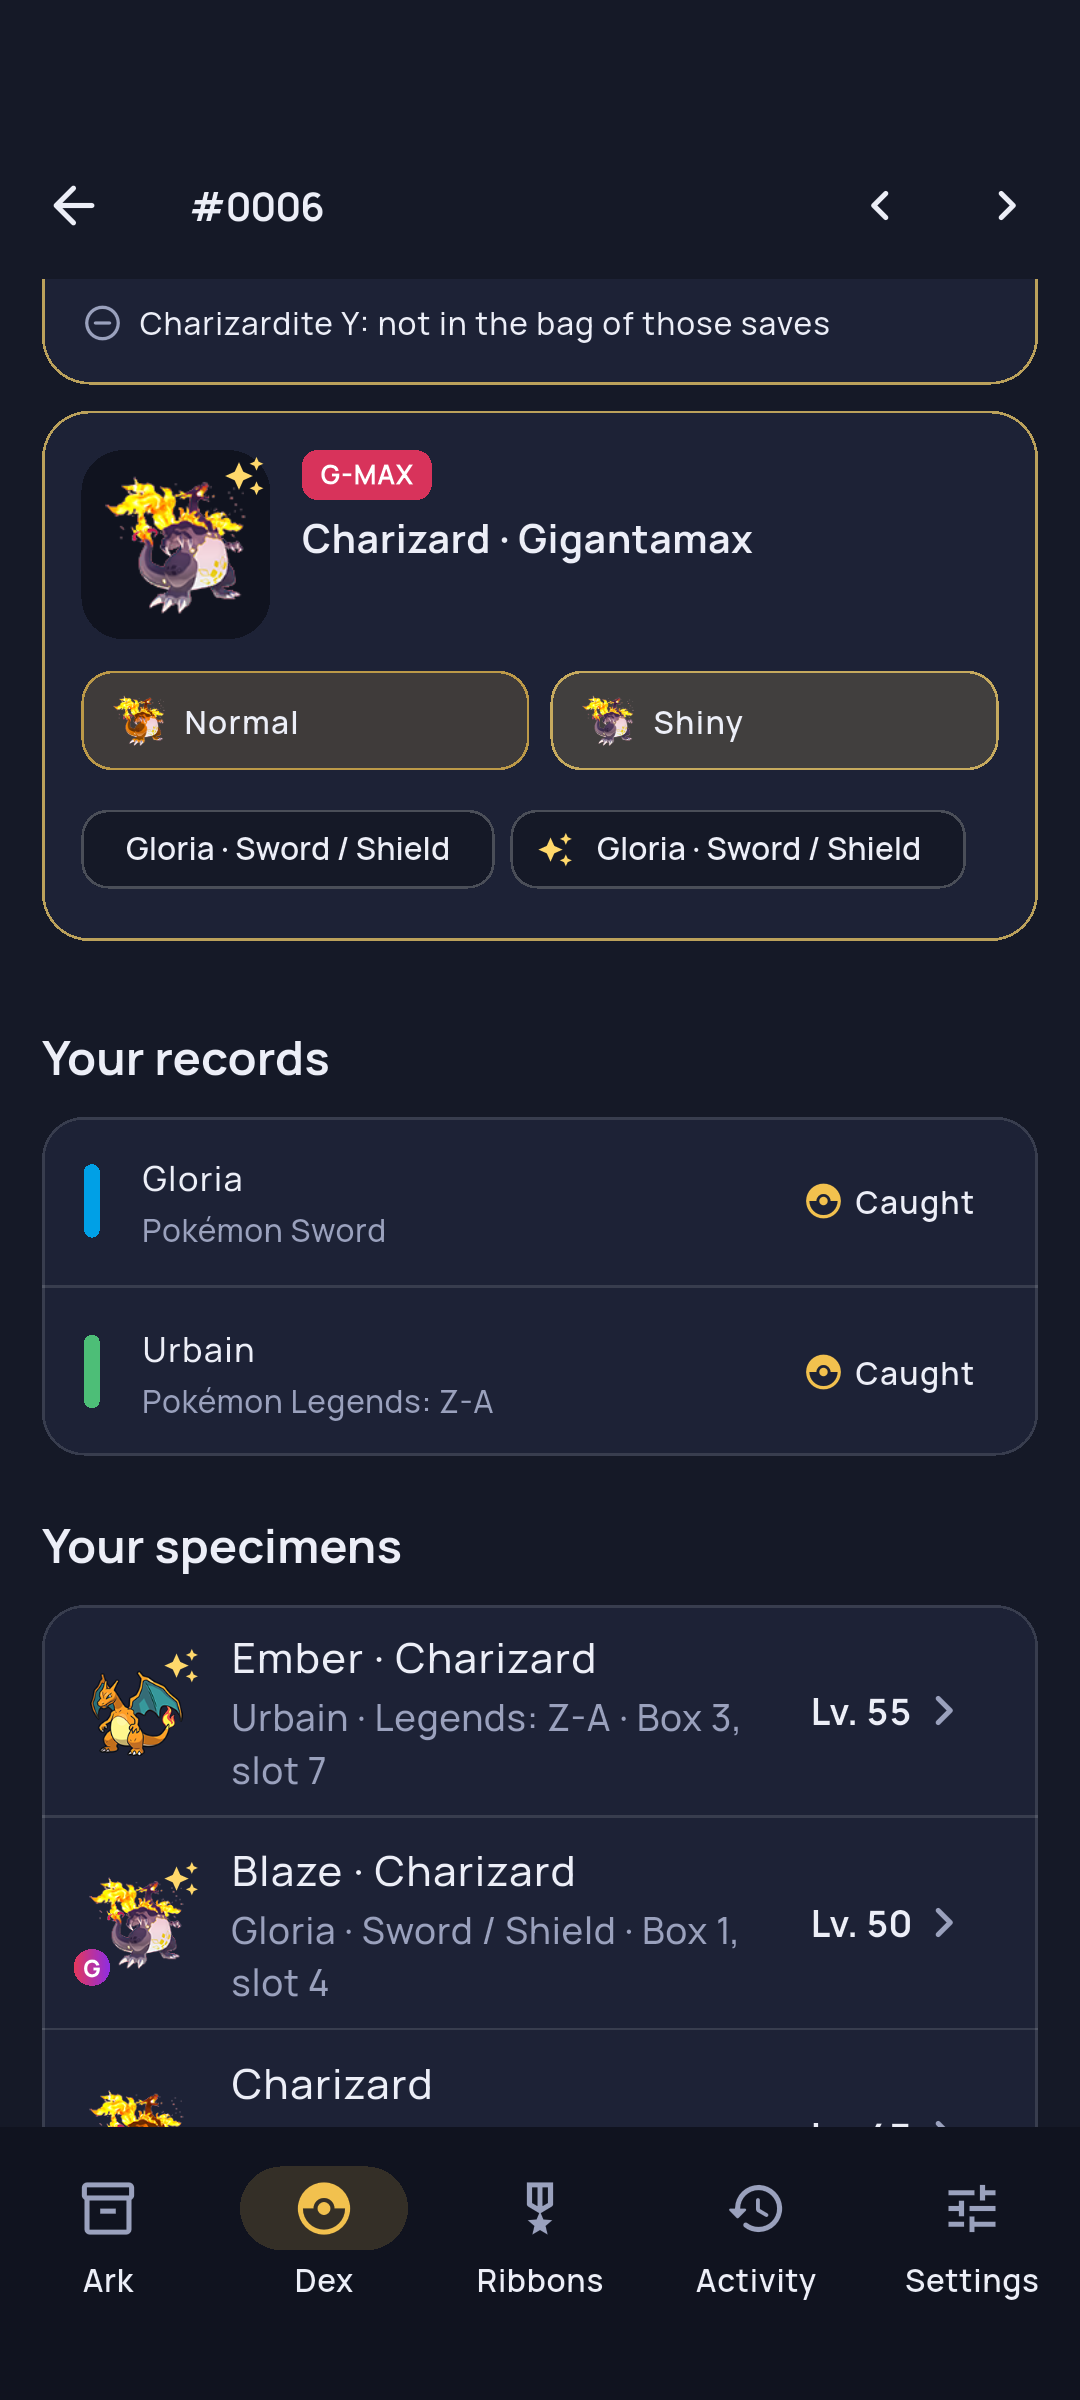 #0006
Charizardite Y: not in the bag of those saves
G-MAX
Charizard · Gigantamax
Normal
Shiny
Gloria · Sword / Shield
Gloria · Sword / Shield
Your records
Gloria
Pokémon Sword
Caught
Urbain
Pokémon Legends: Z-A
Caught
Your specimens
Ember · Charizard
Urbain · Legends: Z-A · Box 3,
slot 7
Lv. 55
Blaze · Charizard
Gloria · Sword / Shield · Box 1,
slot 4
Lv. 50
G
Charizard
Ark
Dex
Ribbons
Activity
Settings